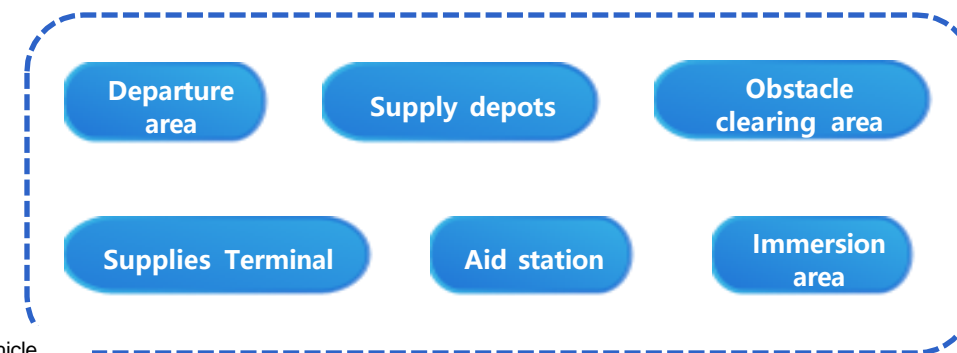 Departure
area
Supply depots
Obstacle
clearing area
Supplies Terminal
Aid station
Immersion
area